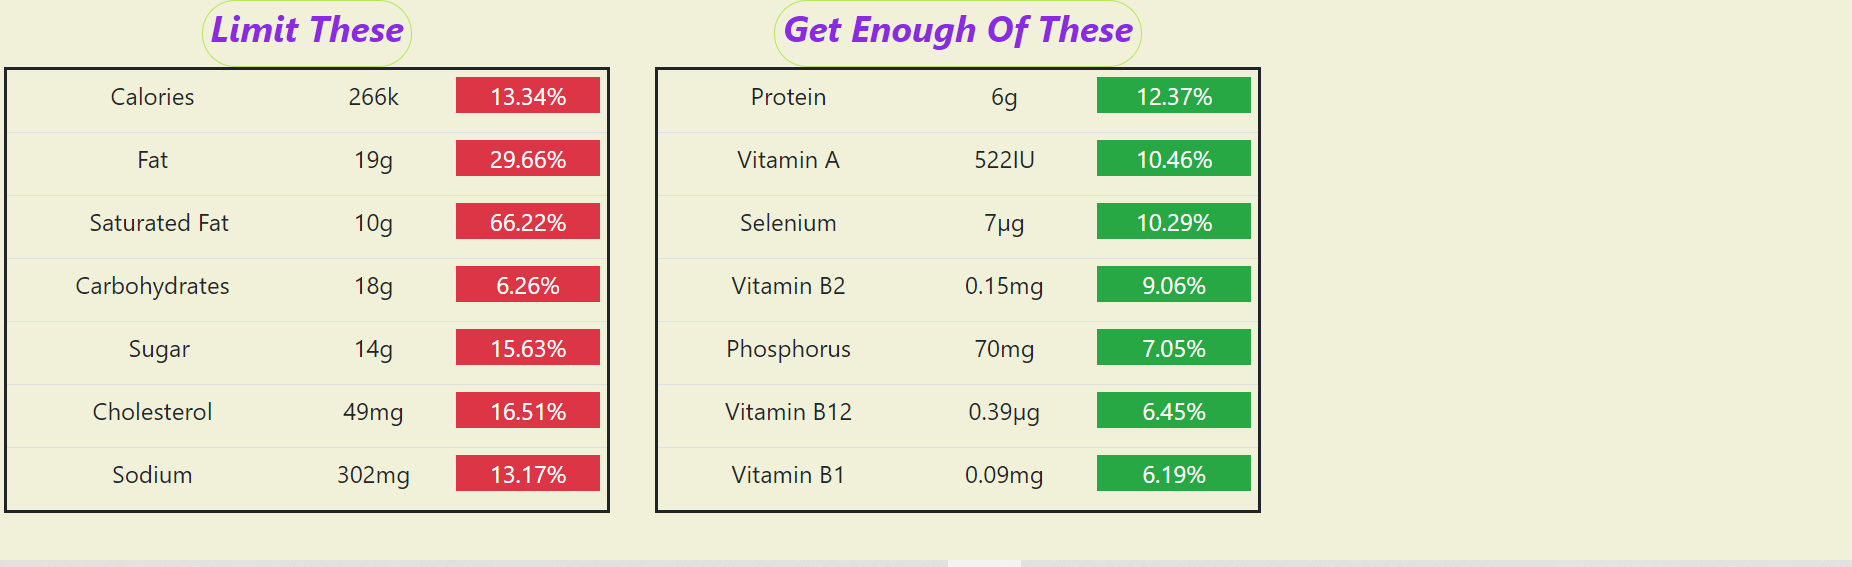 Limit These
Calories 266k 13.34%
Fat 19g 29.66%
Saturated Fat 10g 66.22%
Carbohydrates 18g 6.26%
Sugar 14g 15.63%
Cholesterol 49mg 16.51%
Sodium 302mg 13.17%
Get Enough Of These
Protein 6g 12.37%
Vitamin A 522IU 10.46%
Selenium 7µg 10.29%
Vitamin B2 0.15mg 9.06%
Phosphorus 70mg 7.05%
Vitamin B12 0.39µg 6.45%
Vitamin B1 0.09mg 6.19%